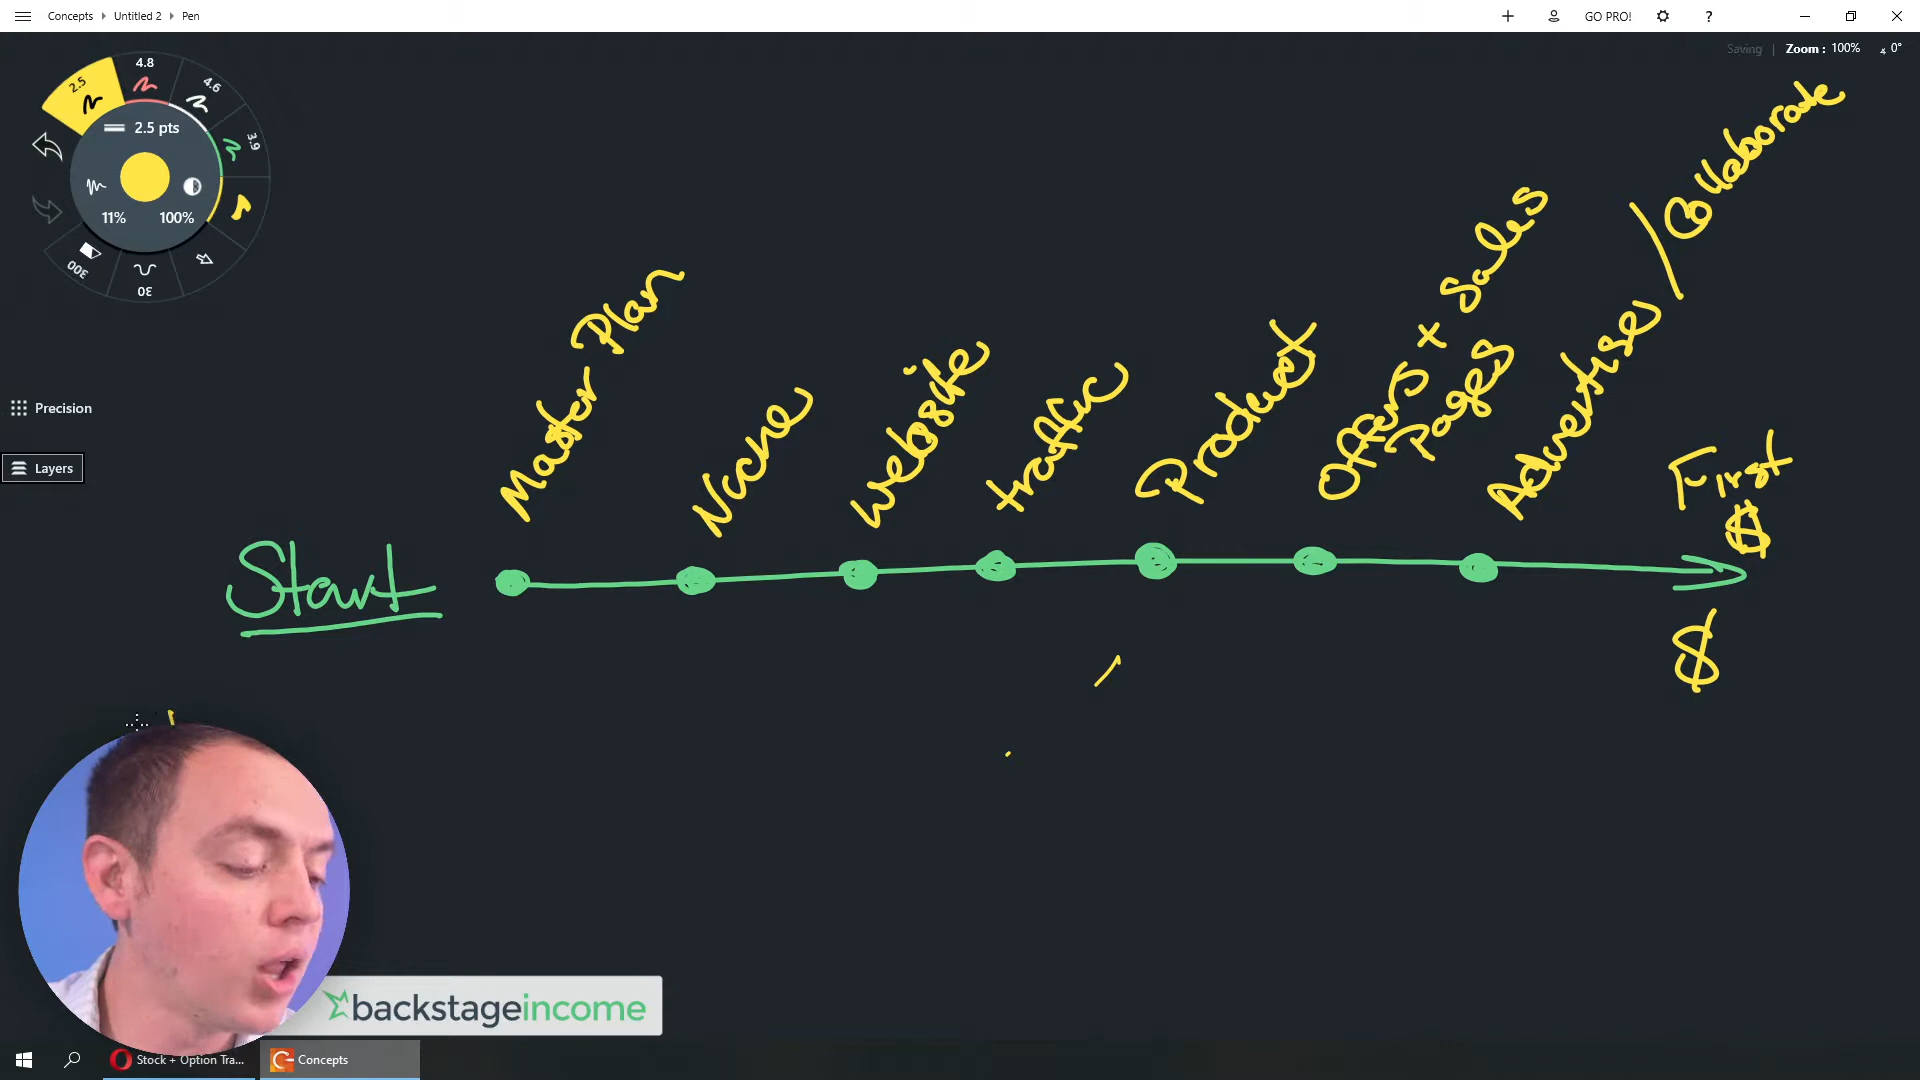 Concepts Untitled 2 Pen
GO PRO!
Saving Zoom : 100% 0°
2.5
4.8
4.6
3.9
2.5 pts
11% 100%
300
30
Precision
Layers
Master Plan
Niche
Website
traffic
Product
Offers + Sales
Pages
Advertise / Collaborate
First
$
Start
$
backstageincome
Stock + Option Tra...
Concepts